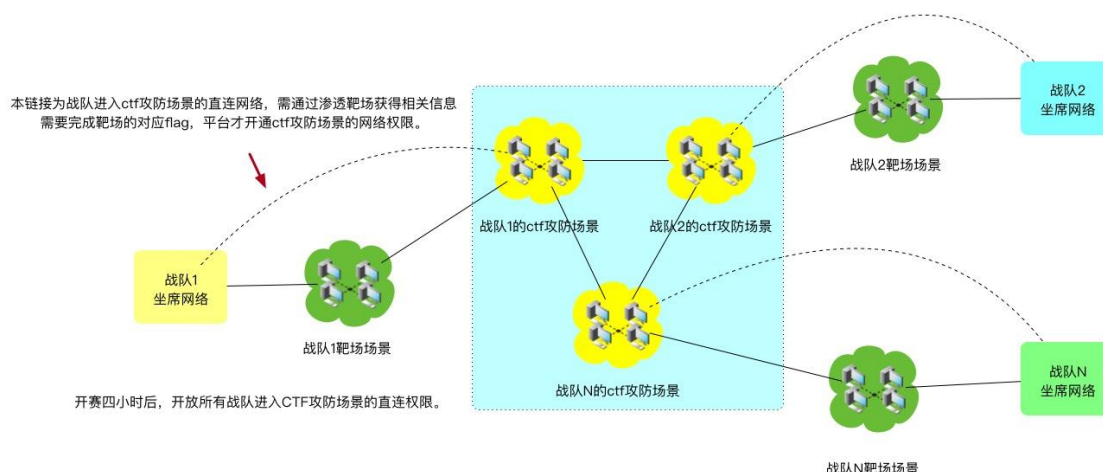 本链接为战队进入ctf攻防场景的直连网络，需通过渗透靶场获得相关信息
需要完成靶场的对应flag，平台才开通ctf攻防场景的网络权限。
战队2
坐席网络
战队2靶场场景
战队1的ctf攻防场景
战队2的ctf攻防场景
战队1
坐席网络
战队1靶场场景
战队N的ctf攻防场景
战队N
坐席网络
开赛四小时后，开放所有战队进入CTF攻防场景的直连权限。
战队N靶场场景